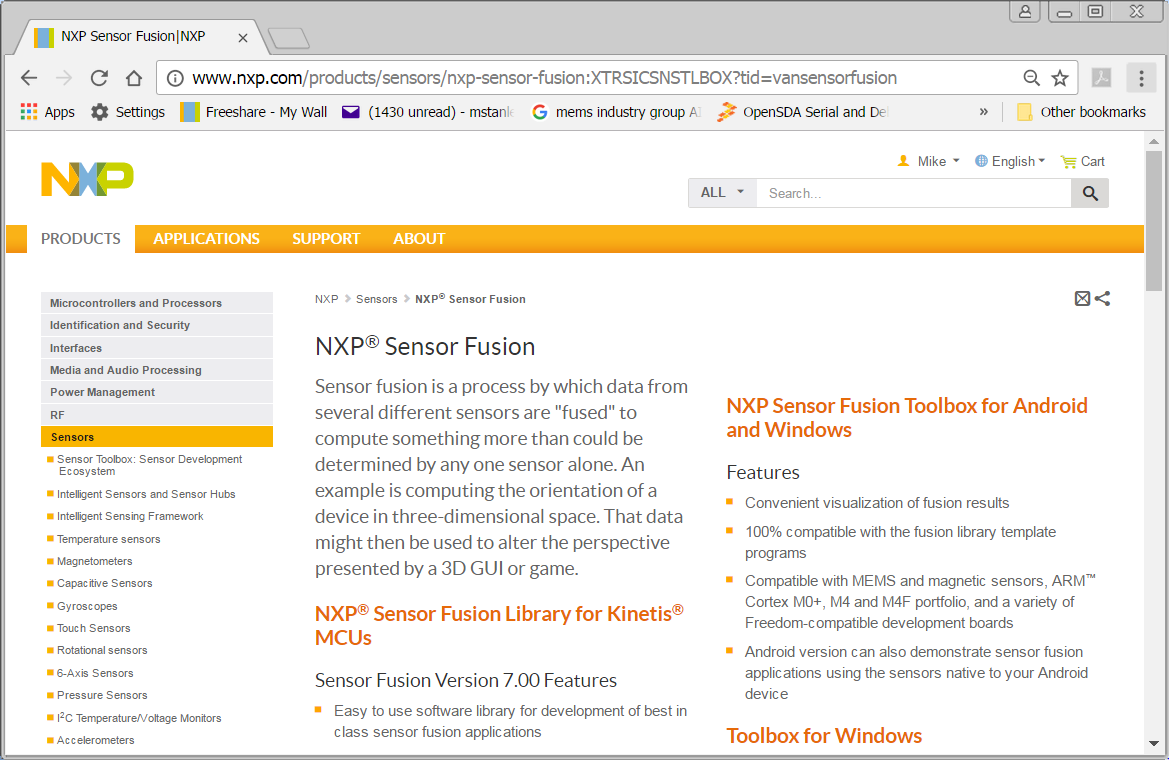 NXP Sensor Fusion|NXP
www.nxp.com/products/sensors/nxp-sensor-fusion:XTRSICSNSTLBOX?tid=vansensorfusion
Apps Settings Freeshare - My Wall (1430 unread) - mstanle mems industry group OpenSDA Serial and De » Other bookmarks
NXP
Mike English Cart
ALL Search...
PRODUCTS APPLICATIONS SUPPORT ABOUT
Microcontrollers and Processors
Identification and Security
Interfaces
Media and Audio Processing
Power Management
RF
Sensors
Sensor Toolbox: Sensor Development
Ecosystem
Intelligent Sensors and Sensor Hubs
Intelligent Sensing Framework
Temperature sensors
Magnetometers
Capacitive Sensors
Gyroscopes
Touch Sensors
Rotational sensors
6-Axis Sensors
Pressure Sensors
I²C Temperature/Voltage Monitors
Accelerometers
NXP > Sensors > NXP® Sensor Fusion
NXP® Sensor Fusion
Sensor fusion is a process by which data from
several different sensors are "fused" to
compute something more than could be
determined by any one sensor alone. An
example is computing the orientation of a
device in three-dimensional space. That data
might then be used to alter the perspective
presented by a 3D GUI or game.
NXP® Sensor Fusion Library for Kinetis®
MCUs
Sensor Fusion Version 7.00 Features
Easy to use software library for development of best in
class sensor fusion applications
NXP Sensor Fusion Toolbox for Android
and Windows
Features
Convenient visualization of fusion results
100% compatible with the fusion library template
programs
Compatible with MEMS and magnetic sensors, ARM™
Cortex M0+, M4 and M4F portfolio, and a variety of
Freedom-compatible development boards
Android version can also demonstrate sensor fusion
applications using the sensors native to your Android
device
Toolbox for Windows